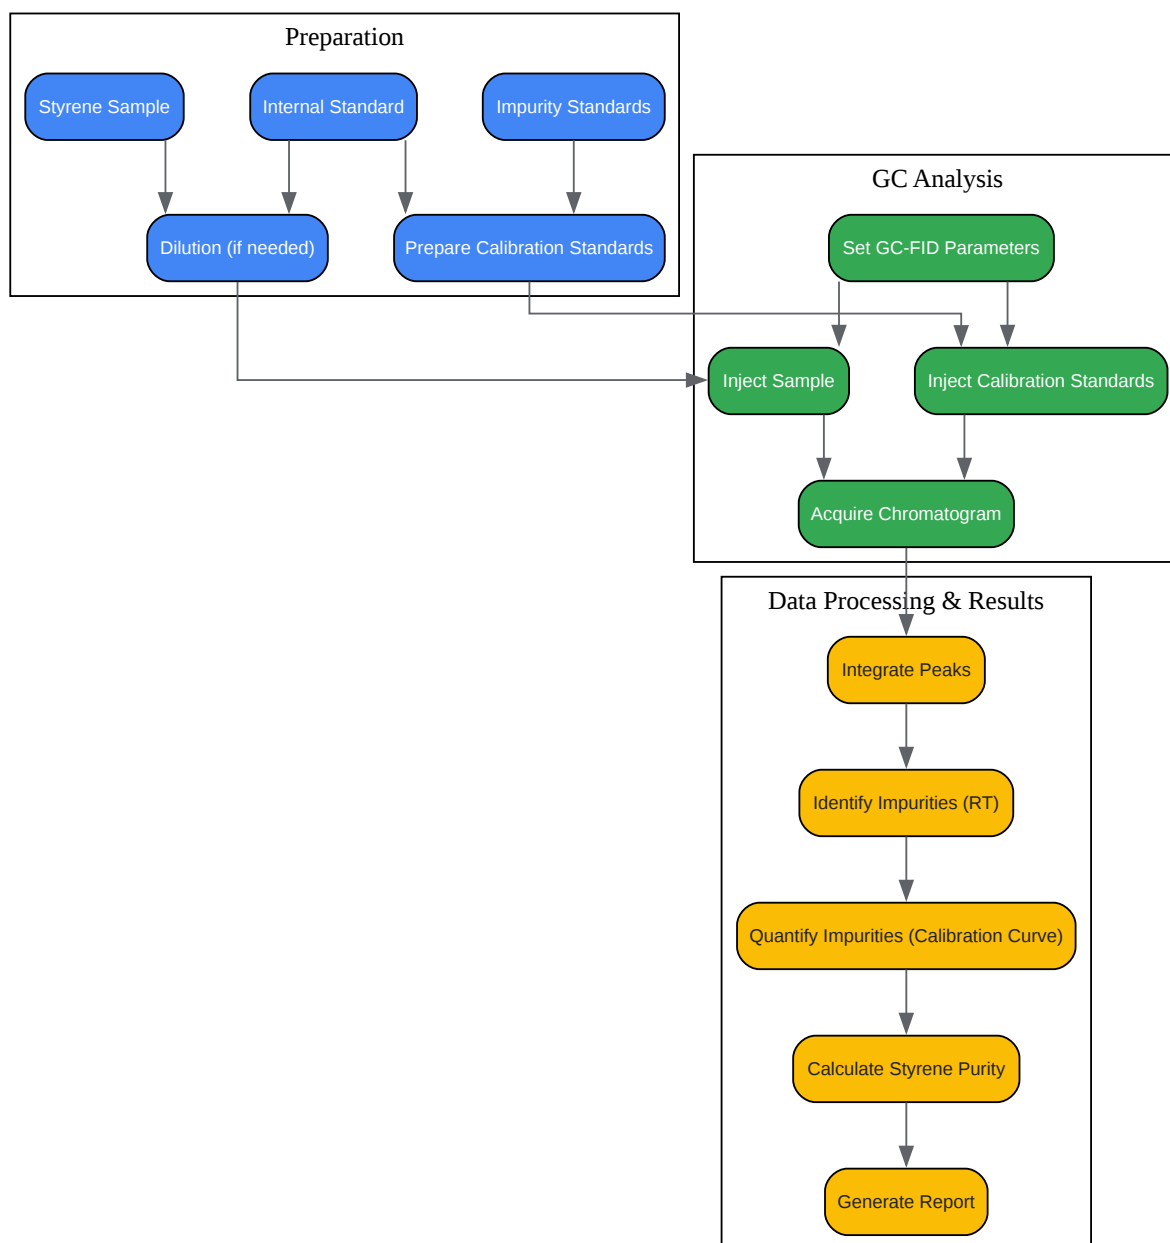 Preparation
Styrene Sample
Internal Standard
Impurity Standards
Dilution (if needed)
Prepare Calibration Standards
GC Analysis
Set GC-FID Parameters
Inject Sample
Inject Calibration Standards
Acquire Chromatogram
Data Processing & Results
Integrate Peaks
Identify Impurities (RT)
Quantify Impurities (Calibration Curve)
Calculate Styrene Purity
Generate Report